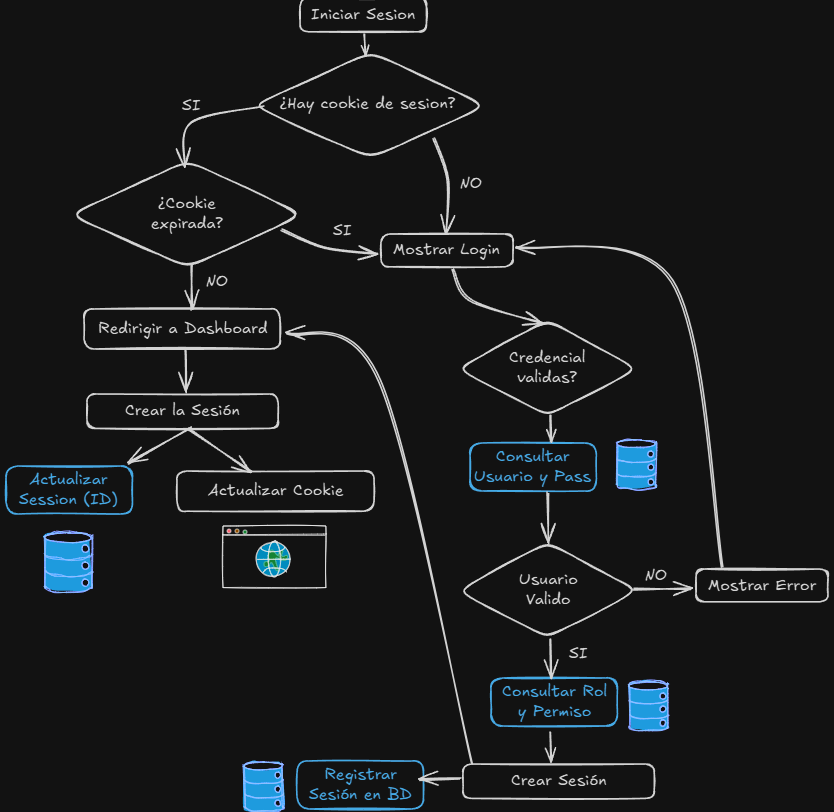 Iniciar Sesion
¿Hay cookie de sesion?
SI
NO
¿Cookie
expirada?
SI
Mostrar Login
NO
Redirigir a Dashboard
Credencial
validas?
Crear la Sesión
Consultar
Usuario y Pass
Actualizar
Session (ID)
Actualizar Cookie
Usuario
Valido
NO
Mostrar Error
SI
Consultar Rol
y Permiso
Registrar
Sesión en BD
Crear Sesión